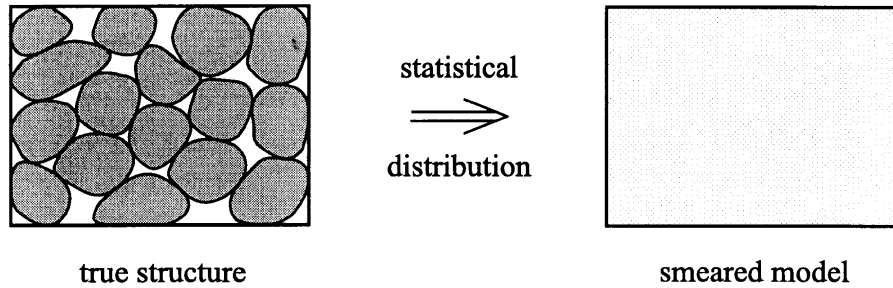 statistical
distribution
true structure
smeared model